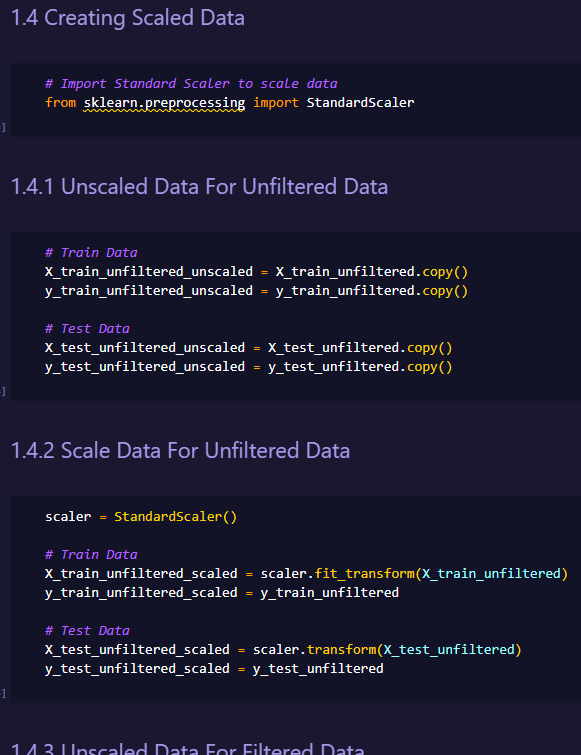 1.4 Creating Scaled Data
# Import Standard Scaler to scale data
from sklearn.preprocessing import StandardScaler
]
1.4.1 Unscaled Data For Unfiltered Data
# Train Data
X_train_unfiltered_unscaled = X_train_unfiltered.copy()
y_train_unfiltered_unscaled = y_train_unfiltered.copy()
# Test Data
X_test_unfiltered_unscaled = X_test_unfiltered.copy()
y_test_unfiltered_unscaled = y_test_unfiltered.copy()
]
1.4.2 Scale Data For Unfiltered Data
scaler = StandardScaler()
# Train Data
X_train_unfiltered_scaled = scaler.fit_transform(X_train_unfiltered)
y_train_unfiltered_scaled = y_train_unfiltered
# Test Data
X_test_unfiltered_scaled = scaler.transform(X_test_unfiltered)
y_test_unfiltered_scaled = y_test_unfiltered
]
1.4.3 Unscaled Data For Filtered Data